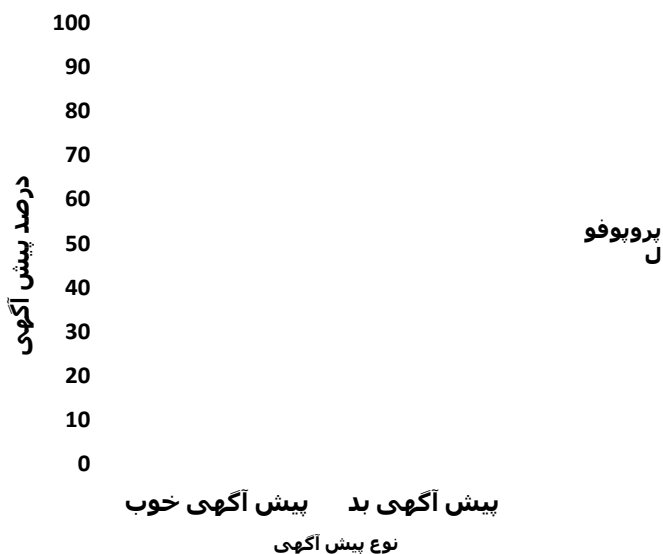 100
90
80
70
60
50
40
30
20
10
0
درصد پیش آگهی
پیش آگهی خوب
پیش آگهی بد
نوع پیش آگهی
پروپوفو
ل